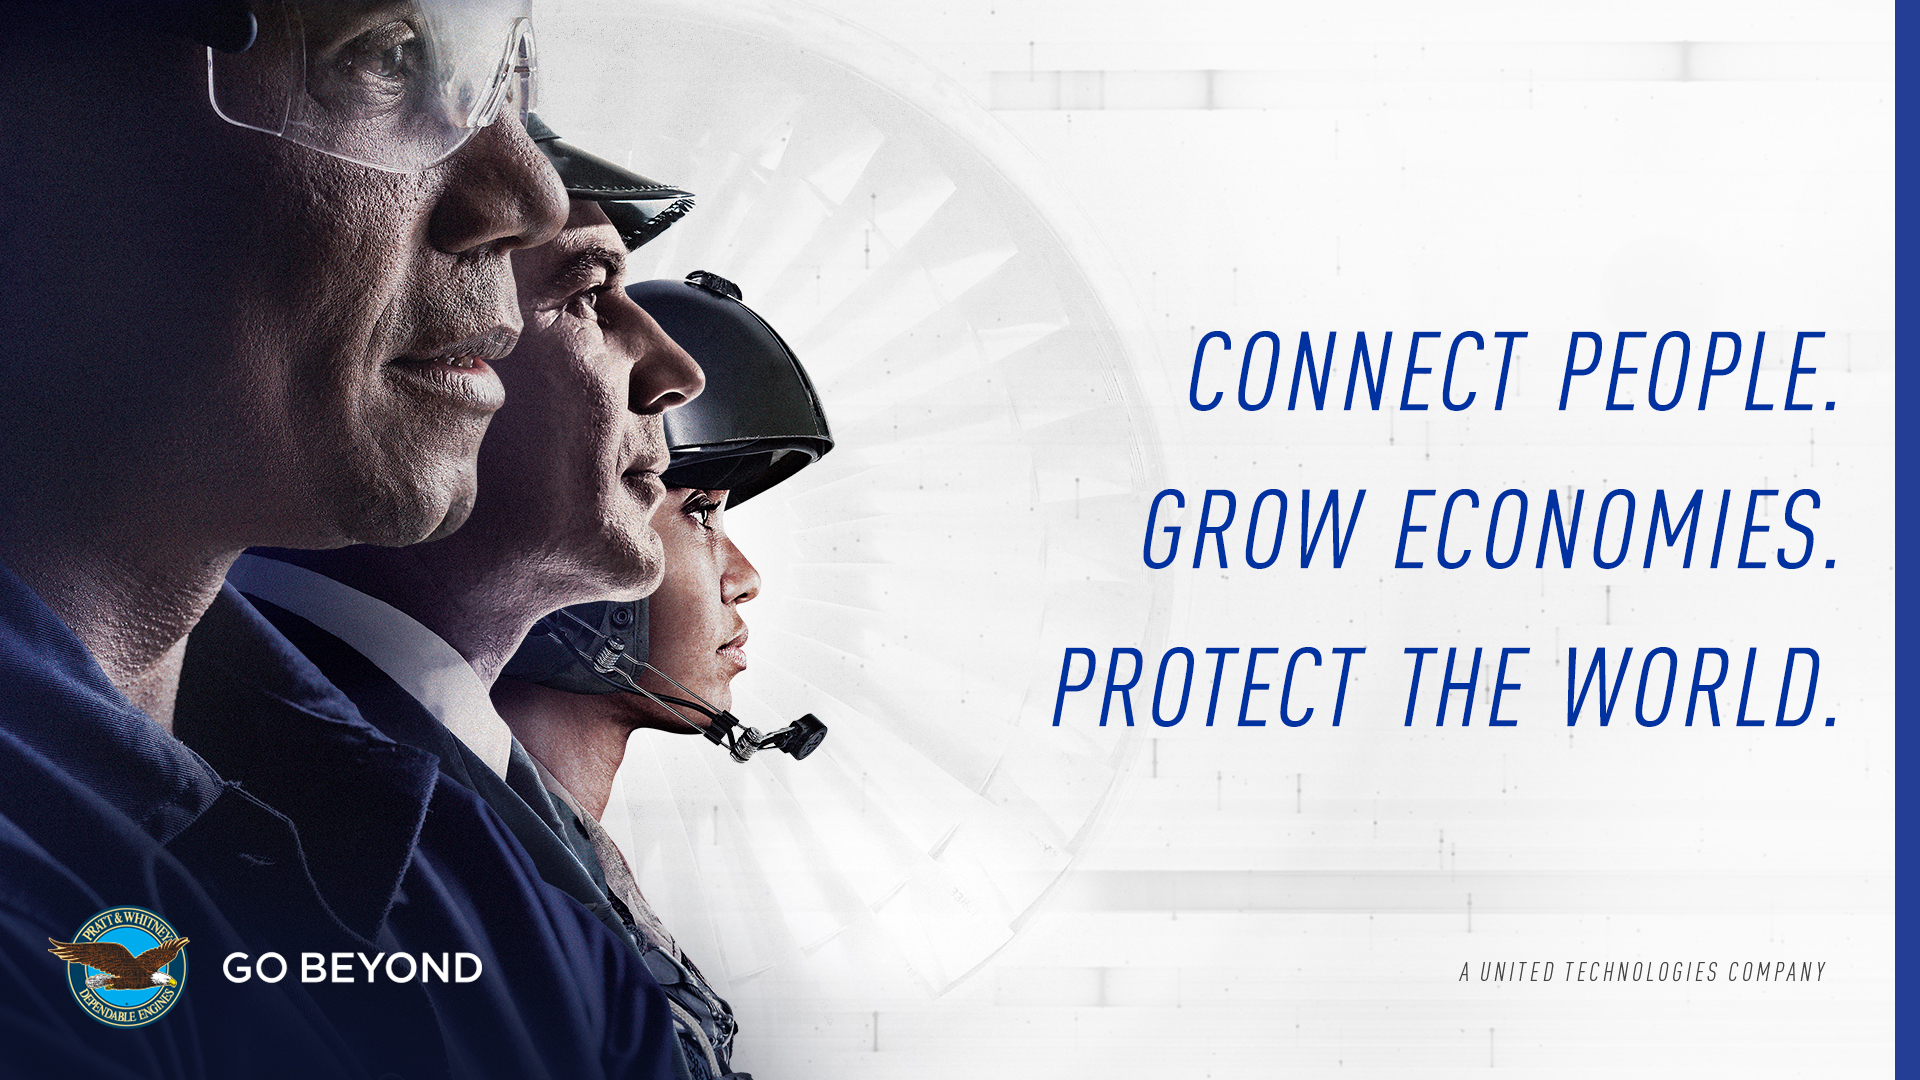 CONNECT PEOPLE.
GROW ECONOMIES.
PROTECT THE WORLD.
PRATT & WHITNEY
DEPENDABLE ENGINES
GO BEYOND
A UNITED TECHNOLOGIES COMPANY